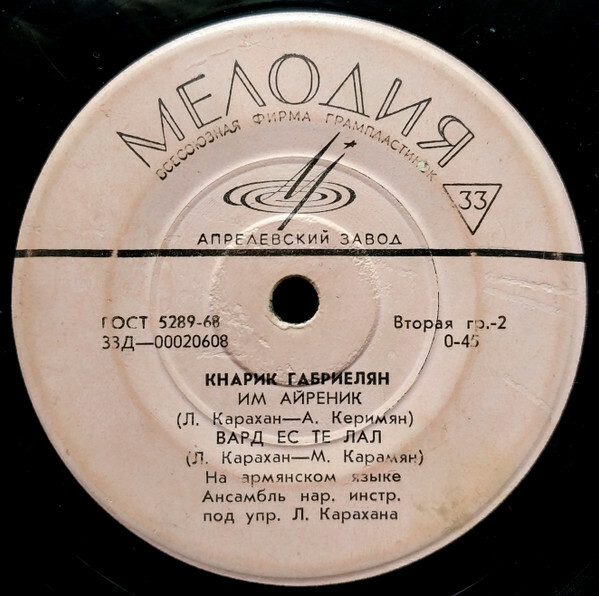 МЕЛОДИЯ
ВСЕСОЮЗНАЯ ФИРМА ГРАМПЛАСТИНОК
33
АПРЕЛЕВСКИЙ ЗАВОД
ГОСТ 5289-68
Вторая гр.-2
33Д—00020608
0-45
КНАРИК ГАБРИЕЛЯН
ИМ АЙРЕНИК
(Л. Карахан—А. Керимян)
ВАРД ЕС ТЕ ЛАЛ
(Л. Карахан—М. Карамян)
На армянском языке
Ансамбль нар. инстр.
под упр. Л. Карахана